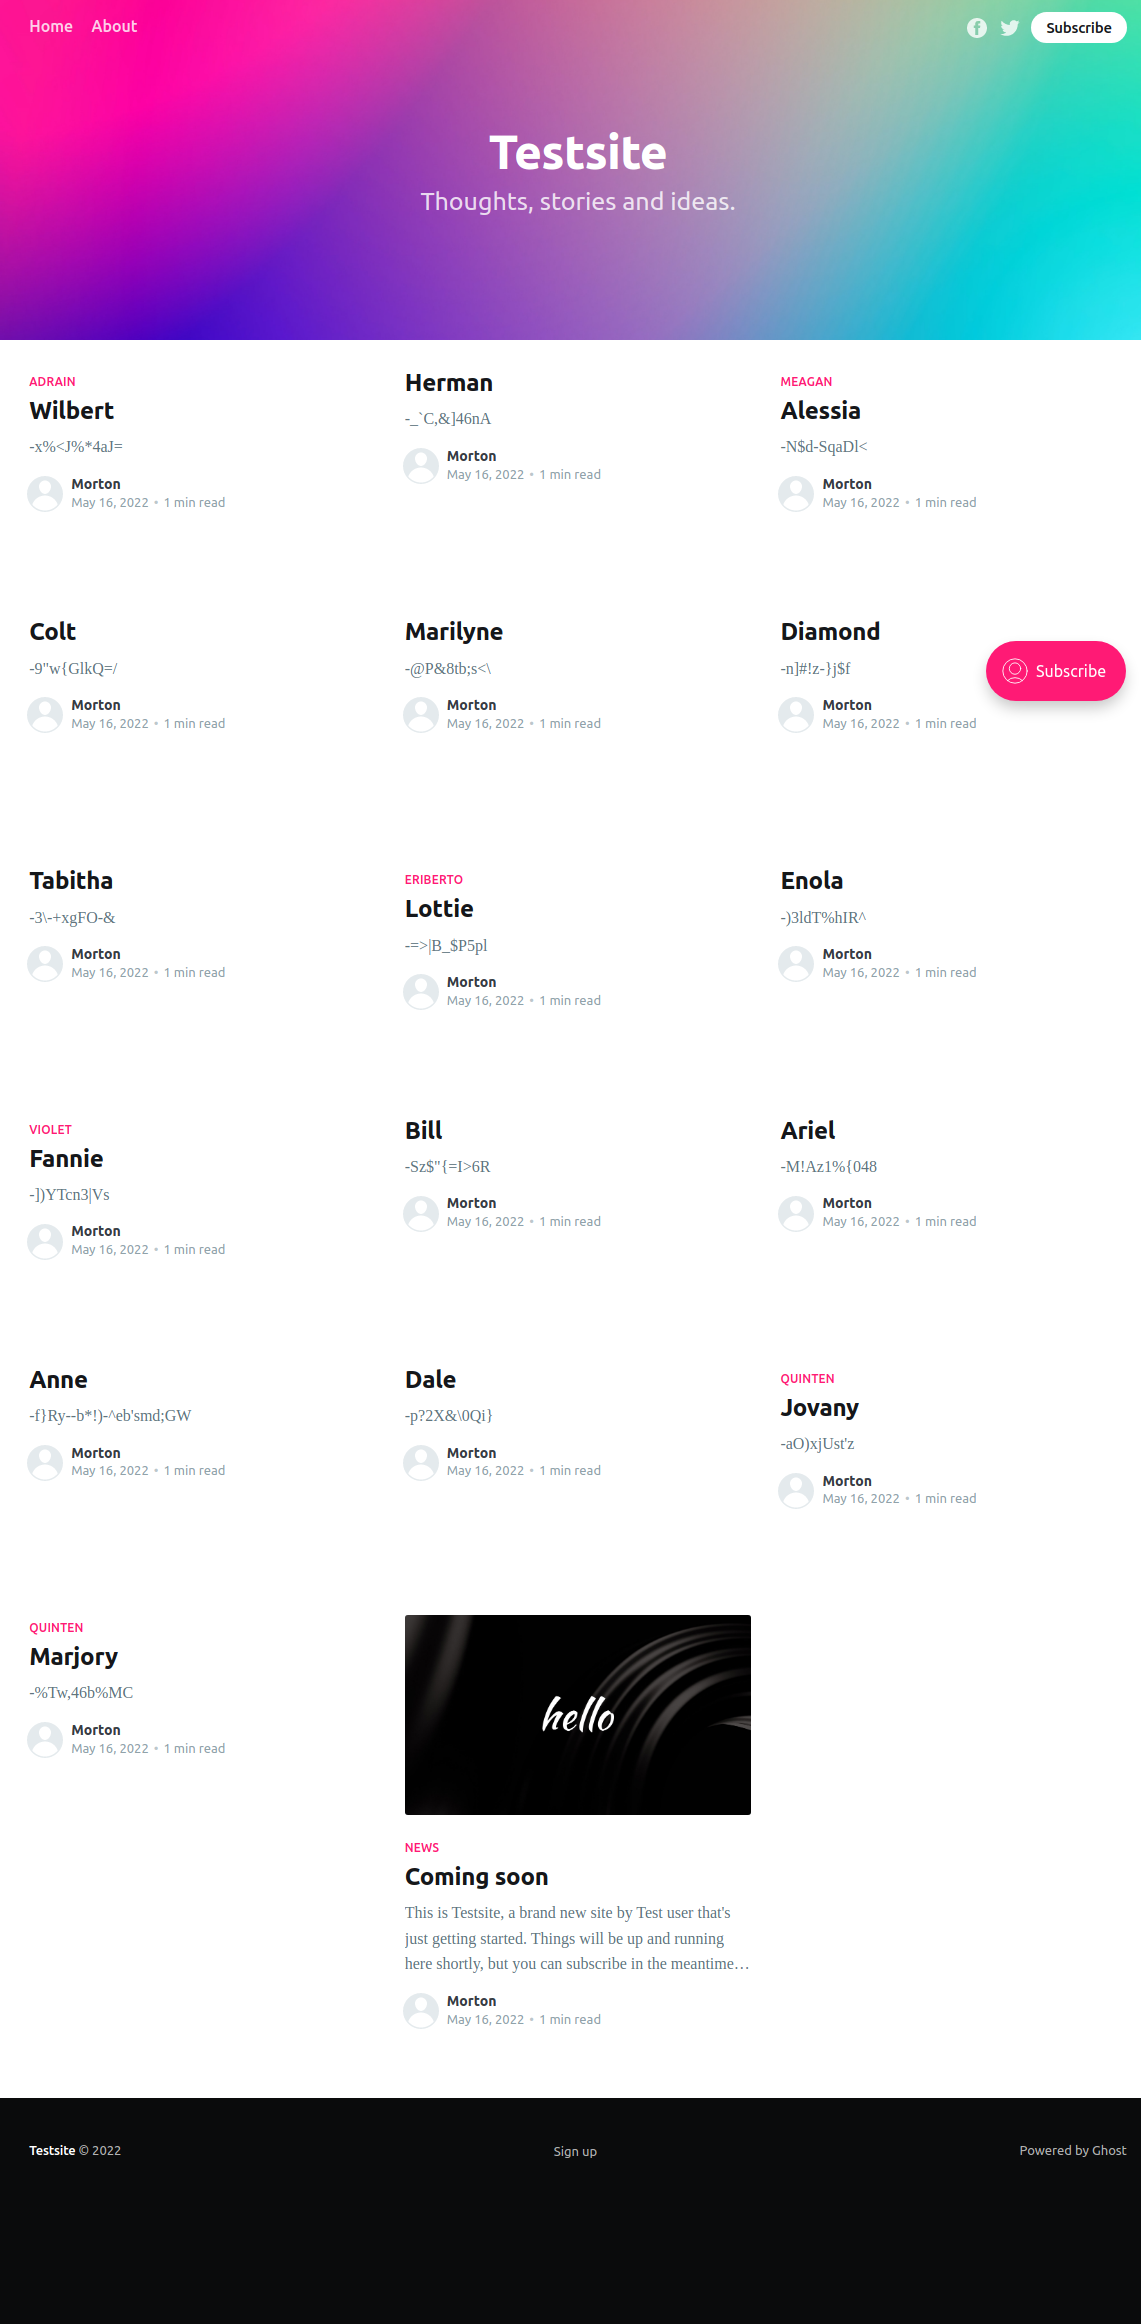 Home About
Subscribe
Testsite
Thoughts, stories and ideas.
ADRAIN
Wilbert
-x%<J%*4aJ=
Morton
May 16, 2022 • 1 min read
Herman
-_`C,&]46nA
Morton
May 16, 2022 • 1 min read
MEAGAN
Alessia
-N$d-SqaDl<
Morton
May 16, 2022 • 1 min read
Colt
-9"w{GlkQ=/
Morton
May 16, 2022 • 1 min read
Marilyne
-@P&8tb;s<\
Morton
May 16, 2022 • 1 min read
Diamond
-n]#!z-}j$f
Morton
May 16, 2022 • 1 min read
Subscribe
Tabitha
-3\-+xgFO-&
Morton
May 16, 2022 • 1 min read
ERIBERTO
Lottie
-=>|B_$P5pl
Morton
May 16, 2022 • 1 min read
Enola
-)3ldT%hIR^
Morton
May 16, 2022 • 1 min read
VIOLET
Fannie
-])YTcn3|Vs
Morton
May 16, 2022 • 1 min read
Bill
-Sz$"{=I>6R
Morton
May 16, 2022 • 1 min read
Ariel
-M!Az1%{048
Morton
May 16, 2022 • 1 min read
Anne
-f}Ry--b*!)-^eb'smd;GW
Morton
May 16, 2022 • 1 min read
Dale
-p?2X&\0Qi}
Morton
May 16, 2022 • 1 min read
QUINTEN
Jovany
-aO)xjUst'z
Morton
May 16, 2022 • 1 min read
QUINTEN
Marjory
-%Tw,46b%MC
Morton
May 16, 2022 • 1 min read
hello
NEWS
Coming soon
This is Testsite, a brand new site by Test user that's
just getting started. Things will be up and running
here shortly, but you can subscribe in the meantime…
Morton
May 16, 2022 • 1 min read
Testsite © 2022
Sign up
Powered by Ghost